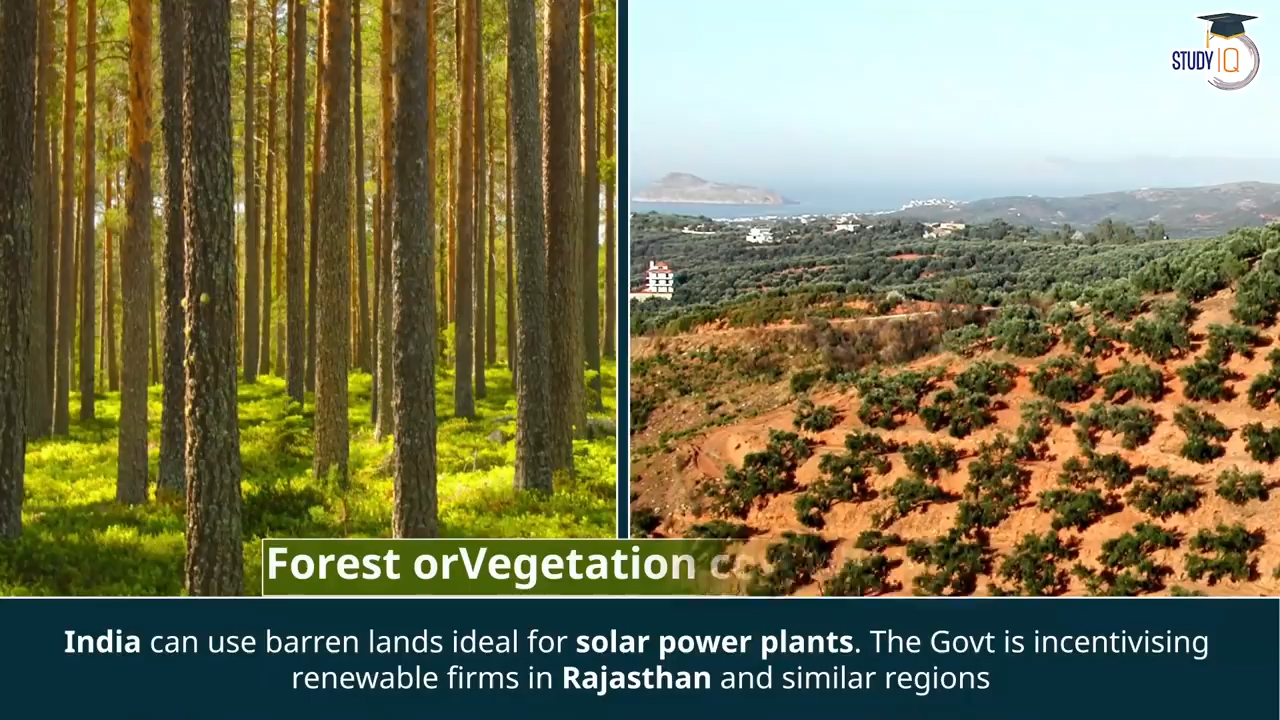 STUDY IQ
Forest orVegetation
India can use barren lands ideal for solar power plants. The Govt is incentivising
renewable firms in Rajasthan and similar regions